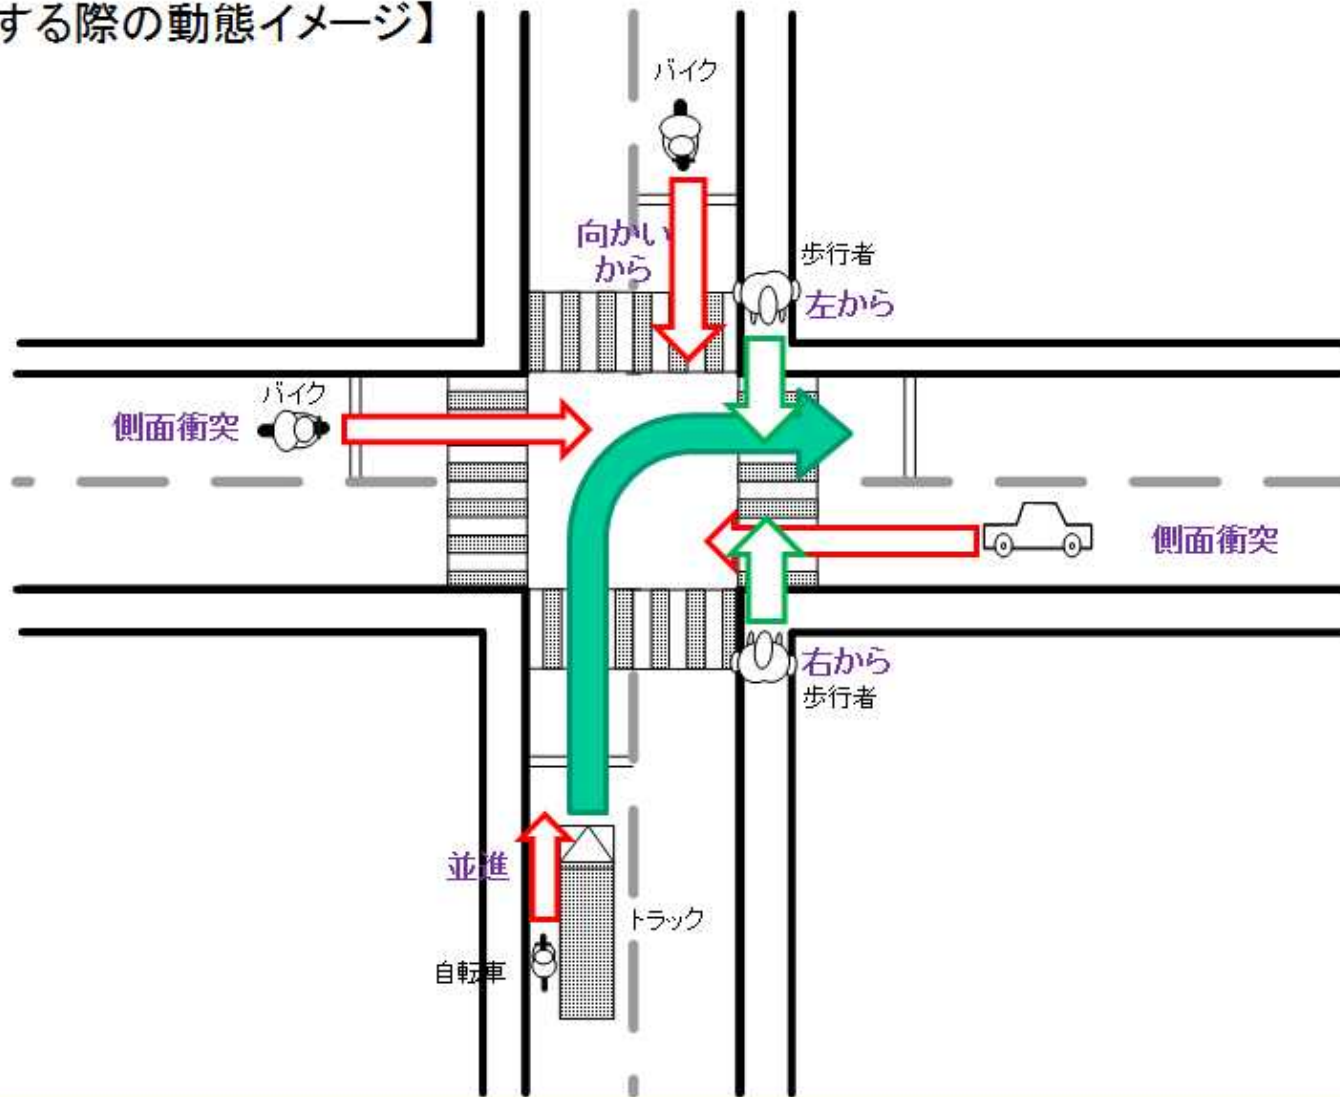 する際の動態イメージ】
バイク
向かい
から
歩行者
左から
バイク
側面衝突
側面衝突
右から
歩行者
並進
トラック
自転車